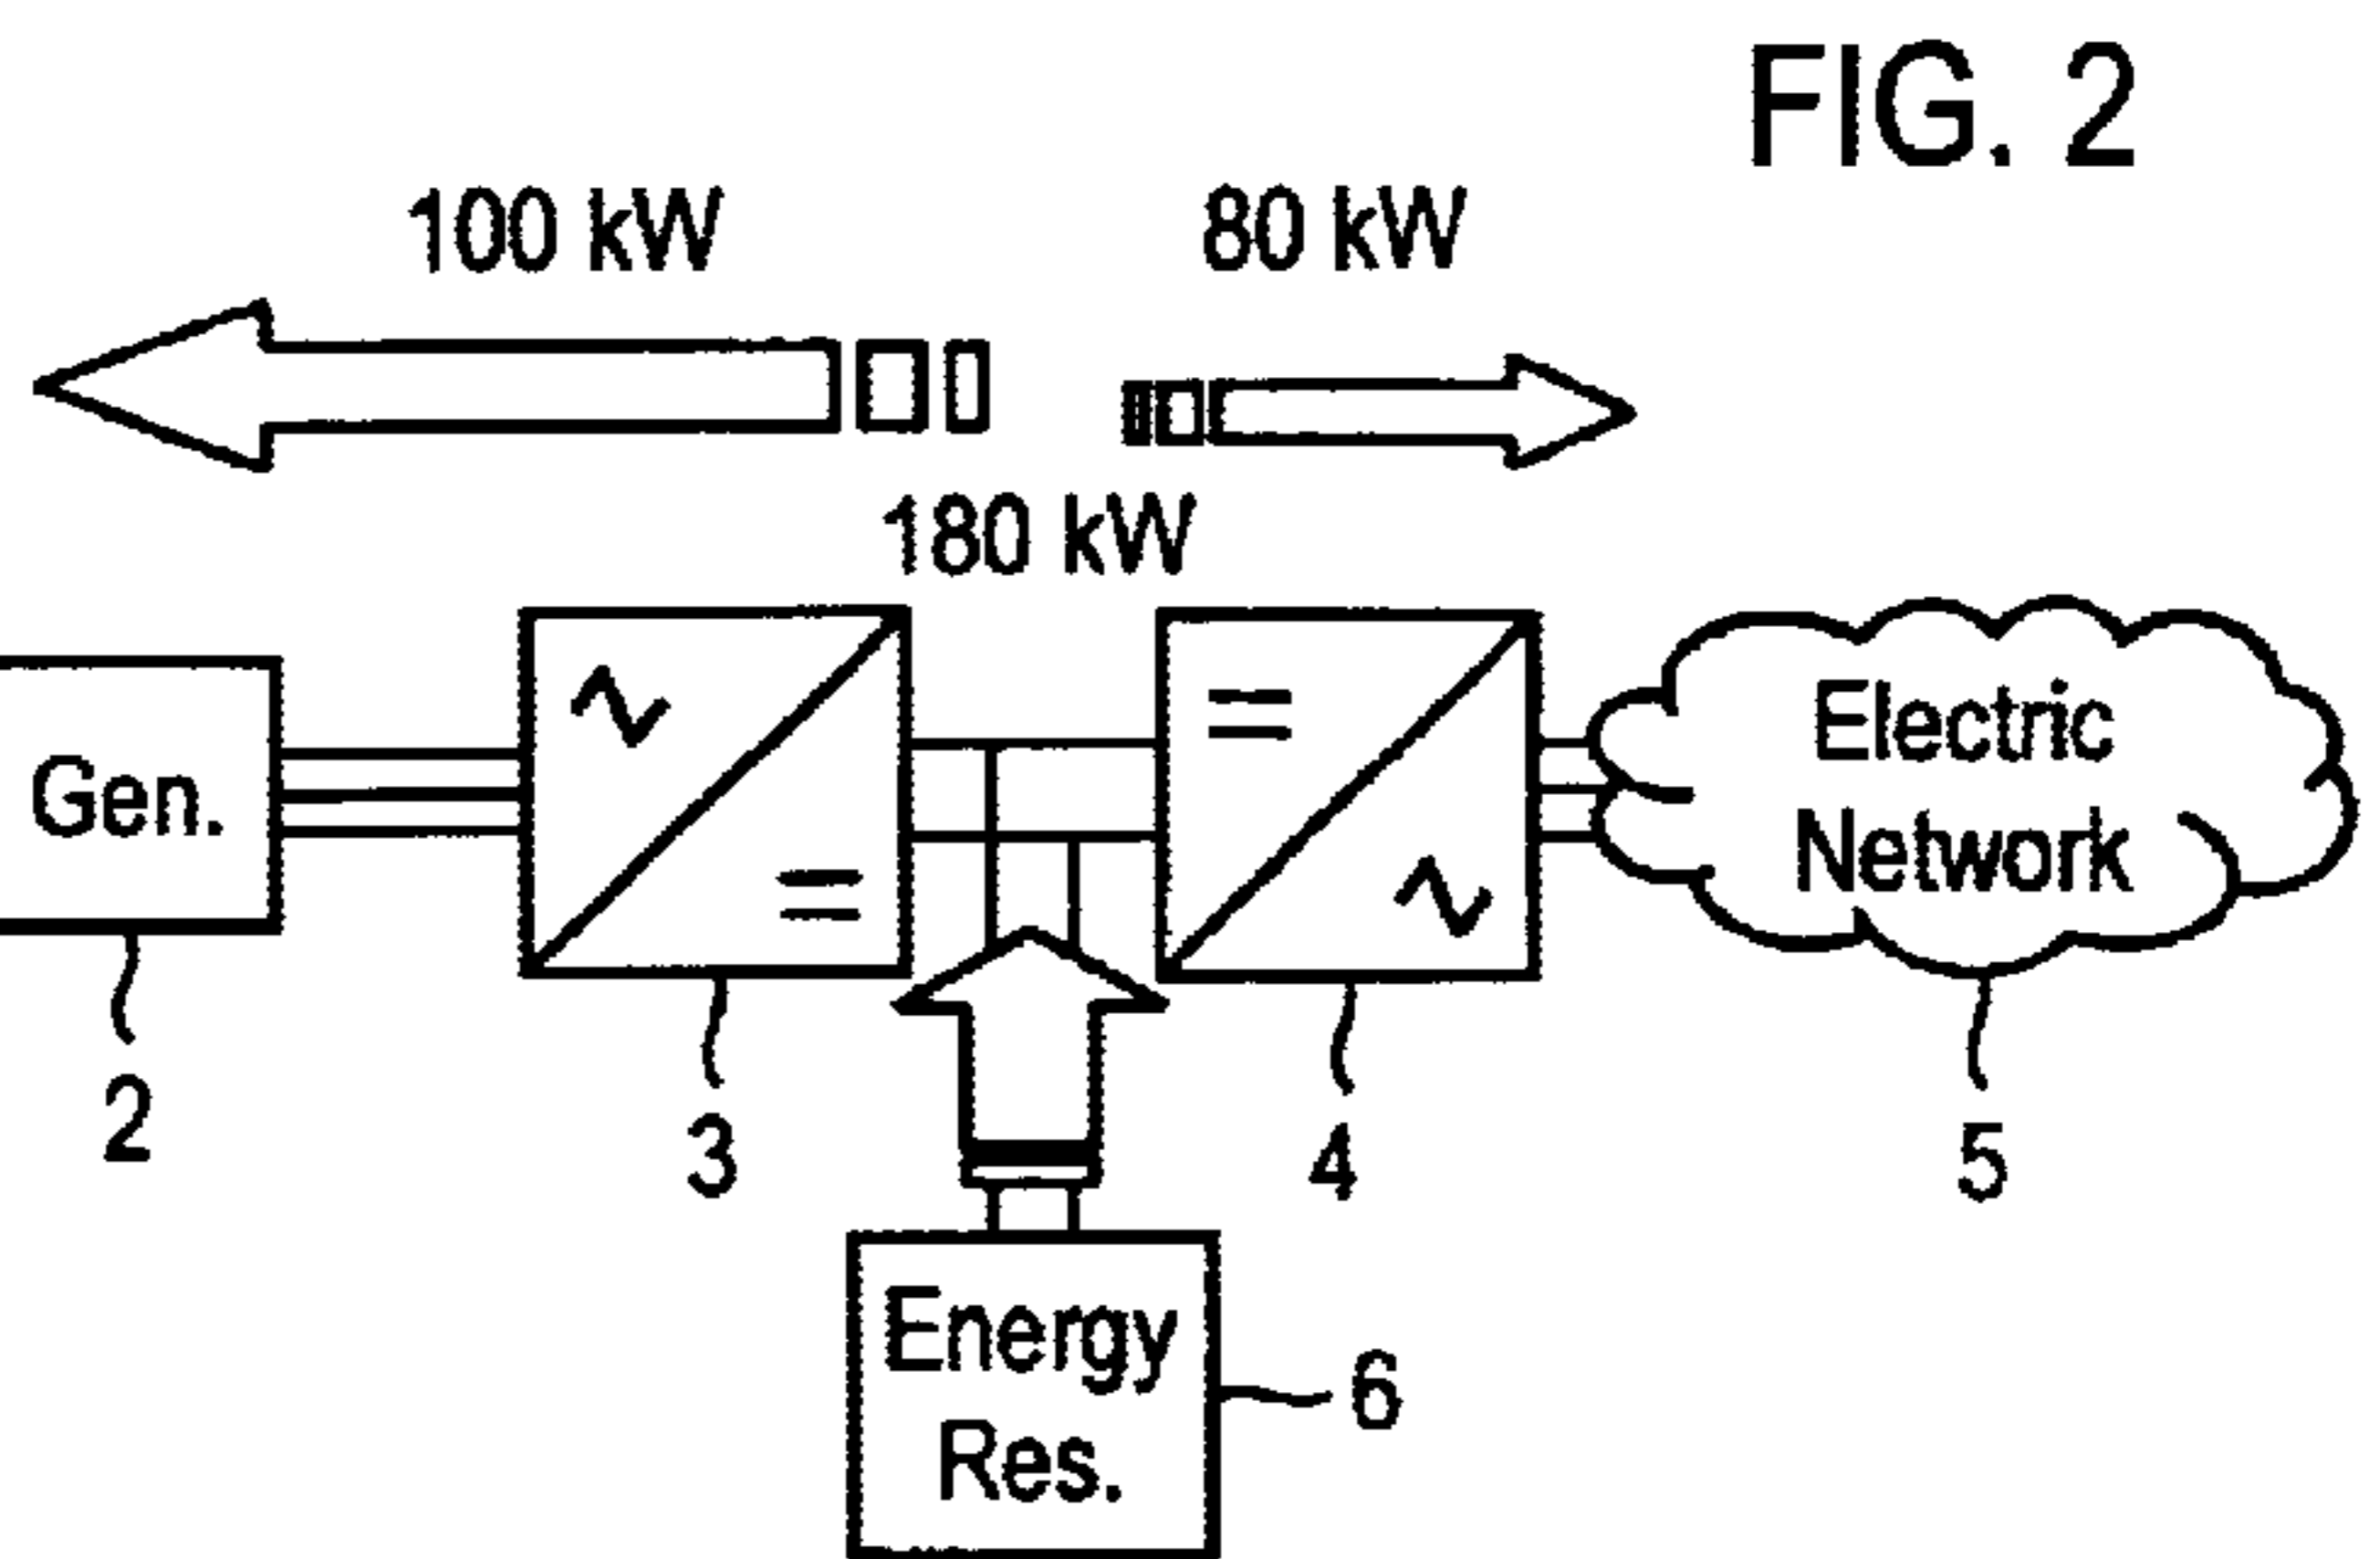 FIG. 2
100 kW
80 kW
180 kW
Gen.
Electric
Network
2
3
4
5
Energy
Res.
6